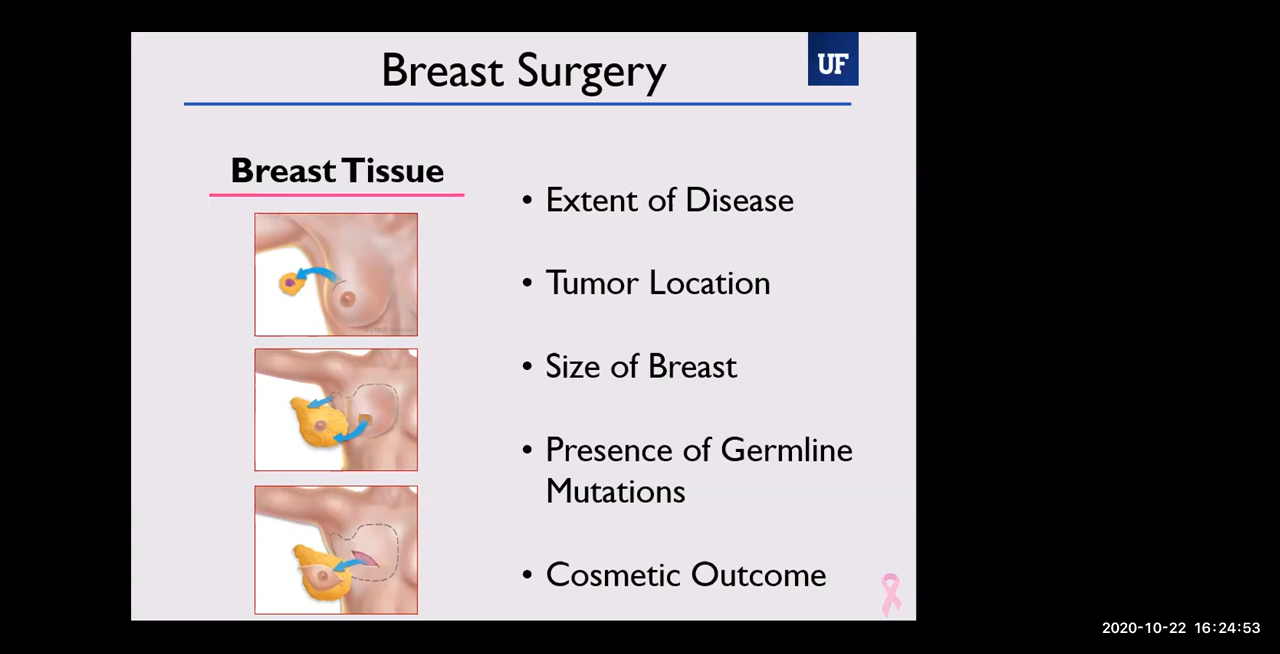 Breast Surgery
UF
Breast Tissue
• Extent of Disease
• Tumor Location
• Size of Breast
• Presence of Germline
Mutations
• Cosmetic Outcome
2020-10-22 16:24:53